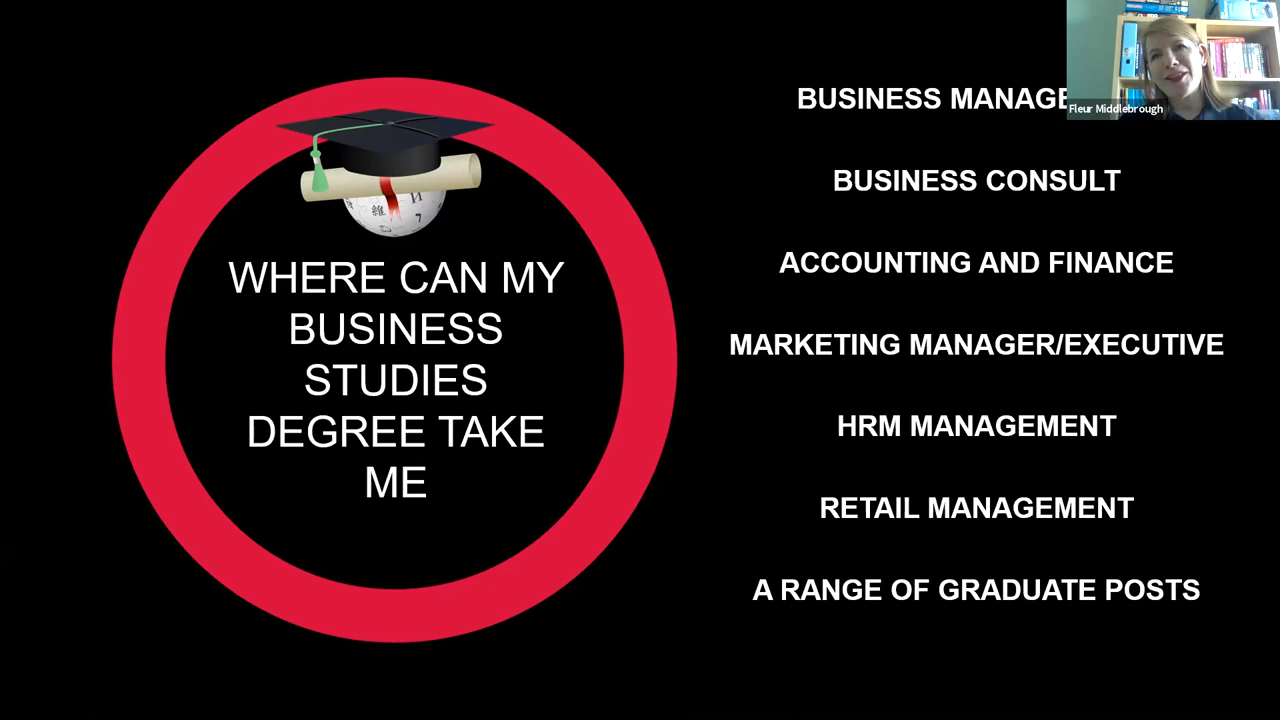 WHERE CAN MY
BUSINESS
STUDIES
DEGREE TAKE
ME
BUSINESS
BUSINESS CONSULT
ACCOUNTING AND FINANCE
MARKETING MANAGER/EXECUTIVE
HRM MANAGEMENT
RETAIL MANAGEMENT
A RANGE OF GRADUATE POSTS
Fleur Middlebrough